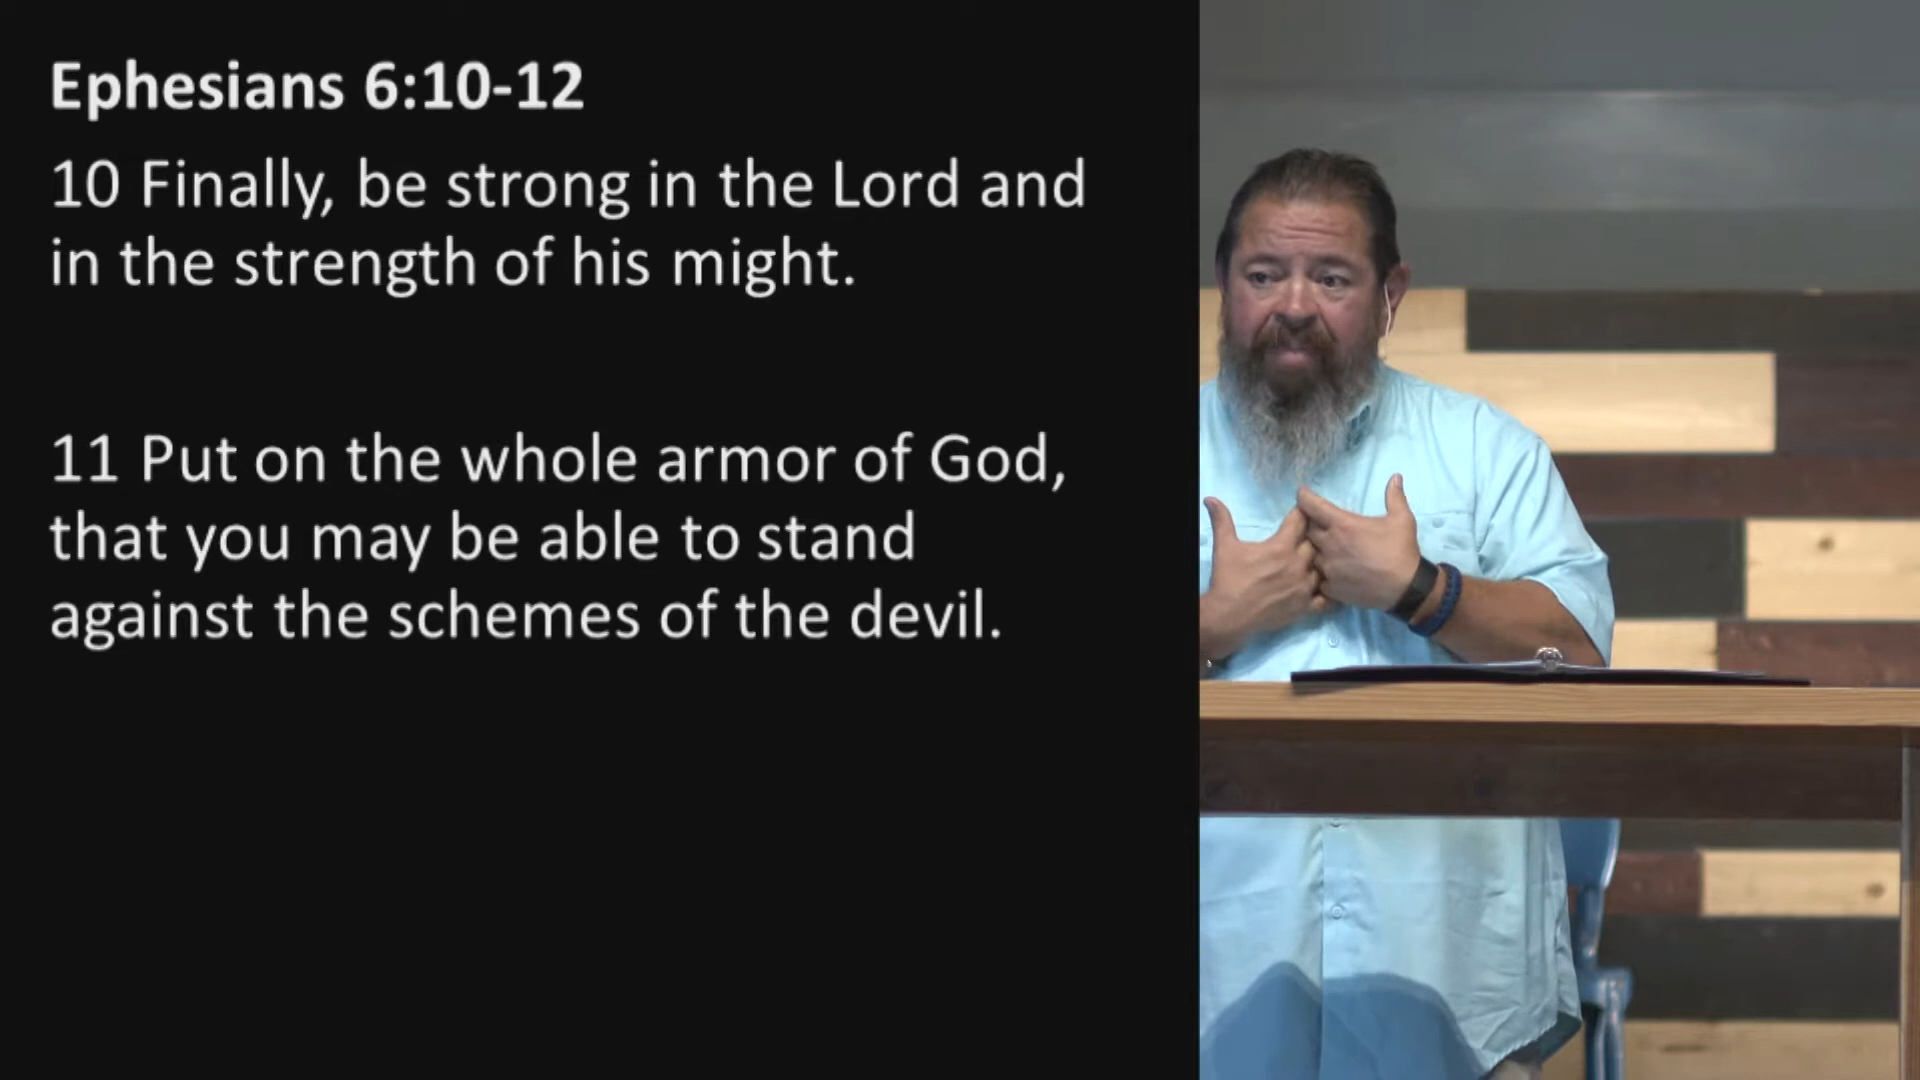 Ephesians 6:10-12
10 Finally, be strong in the Lord and
in the strength of his might.
11 Put on the whole armor of God,
that you may be able to stand
against the schemes of the devil.